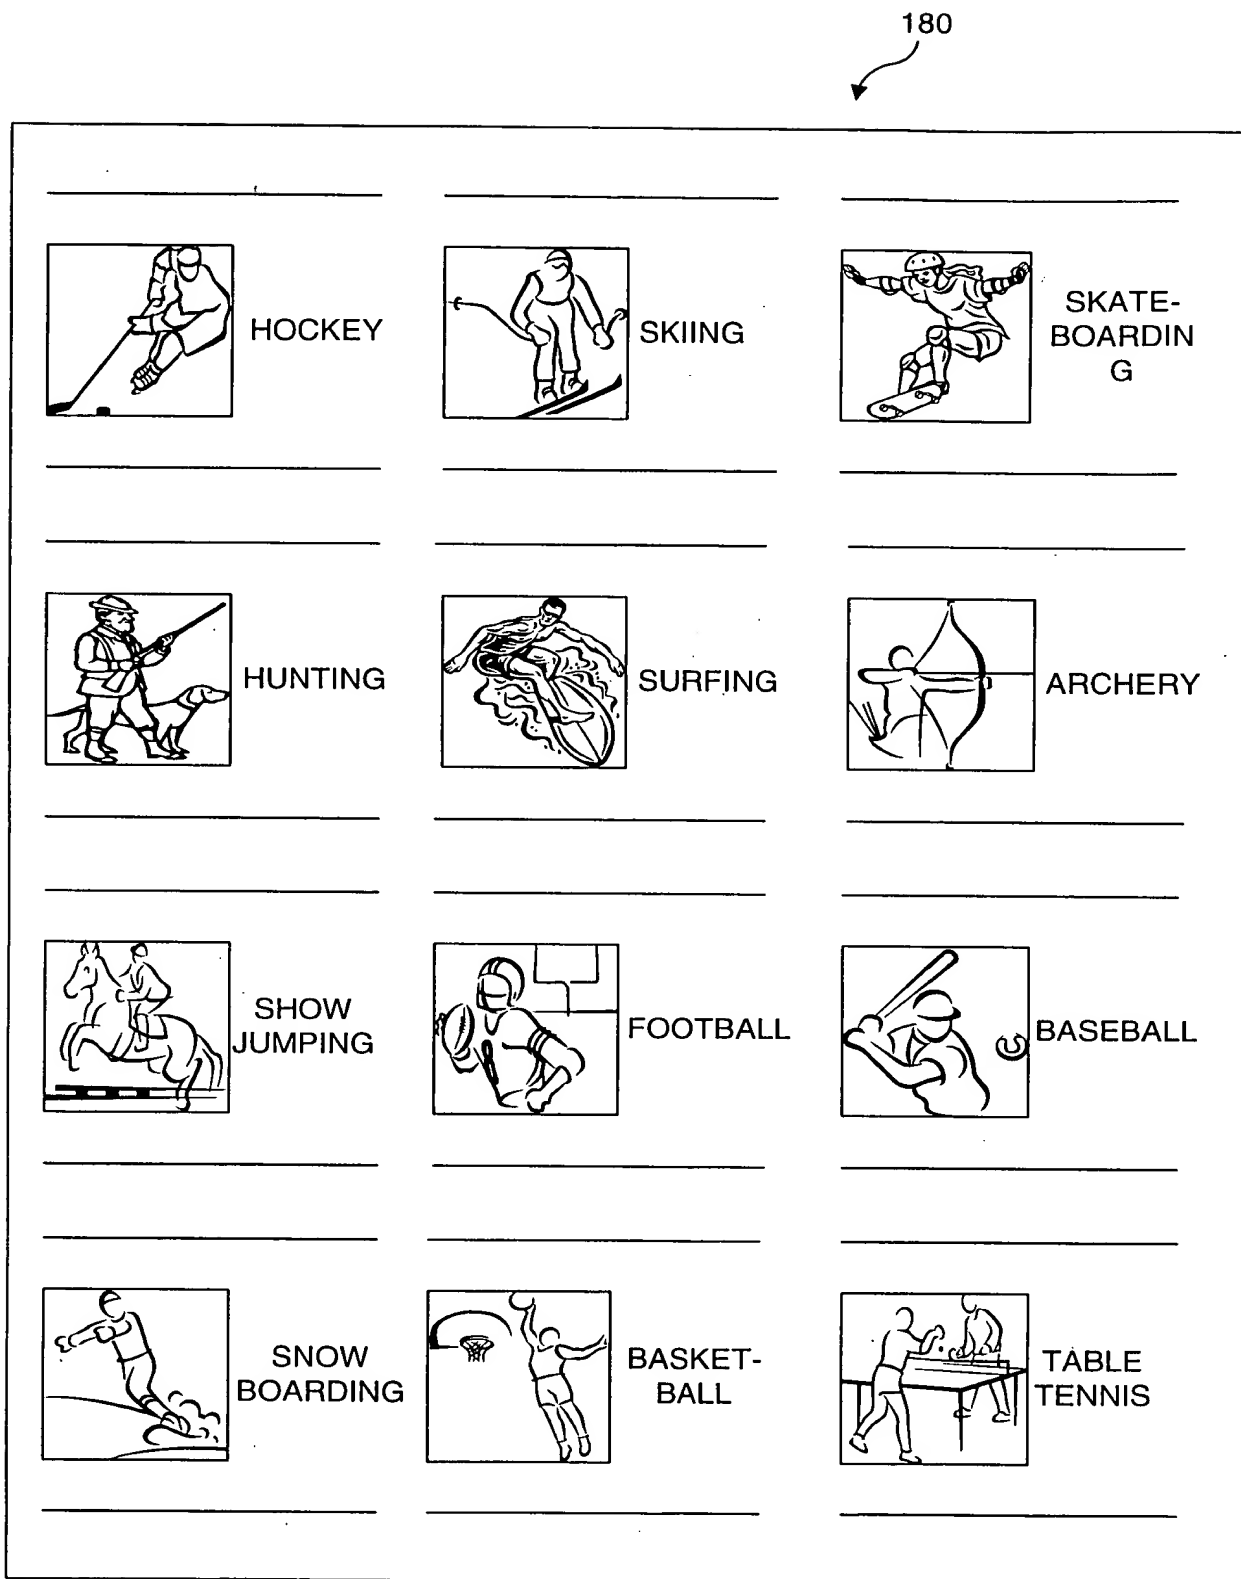 180
HOCKEY
SKIING
SKATE-
BOARDIN
G
HUNTING
SURFING
ARCHERY
SHOW
JUMPING
FOOTBALL
BASEBALL
SNOW
BOARDING
BASKET-
BALL
TABLE
TENNIS